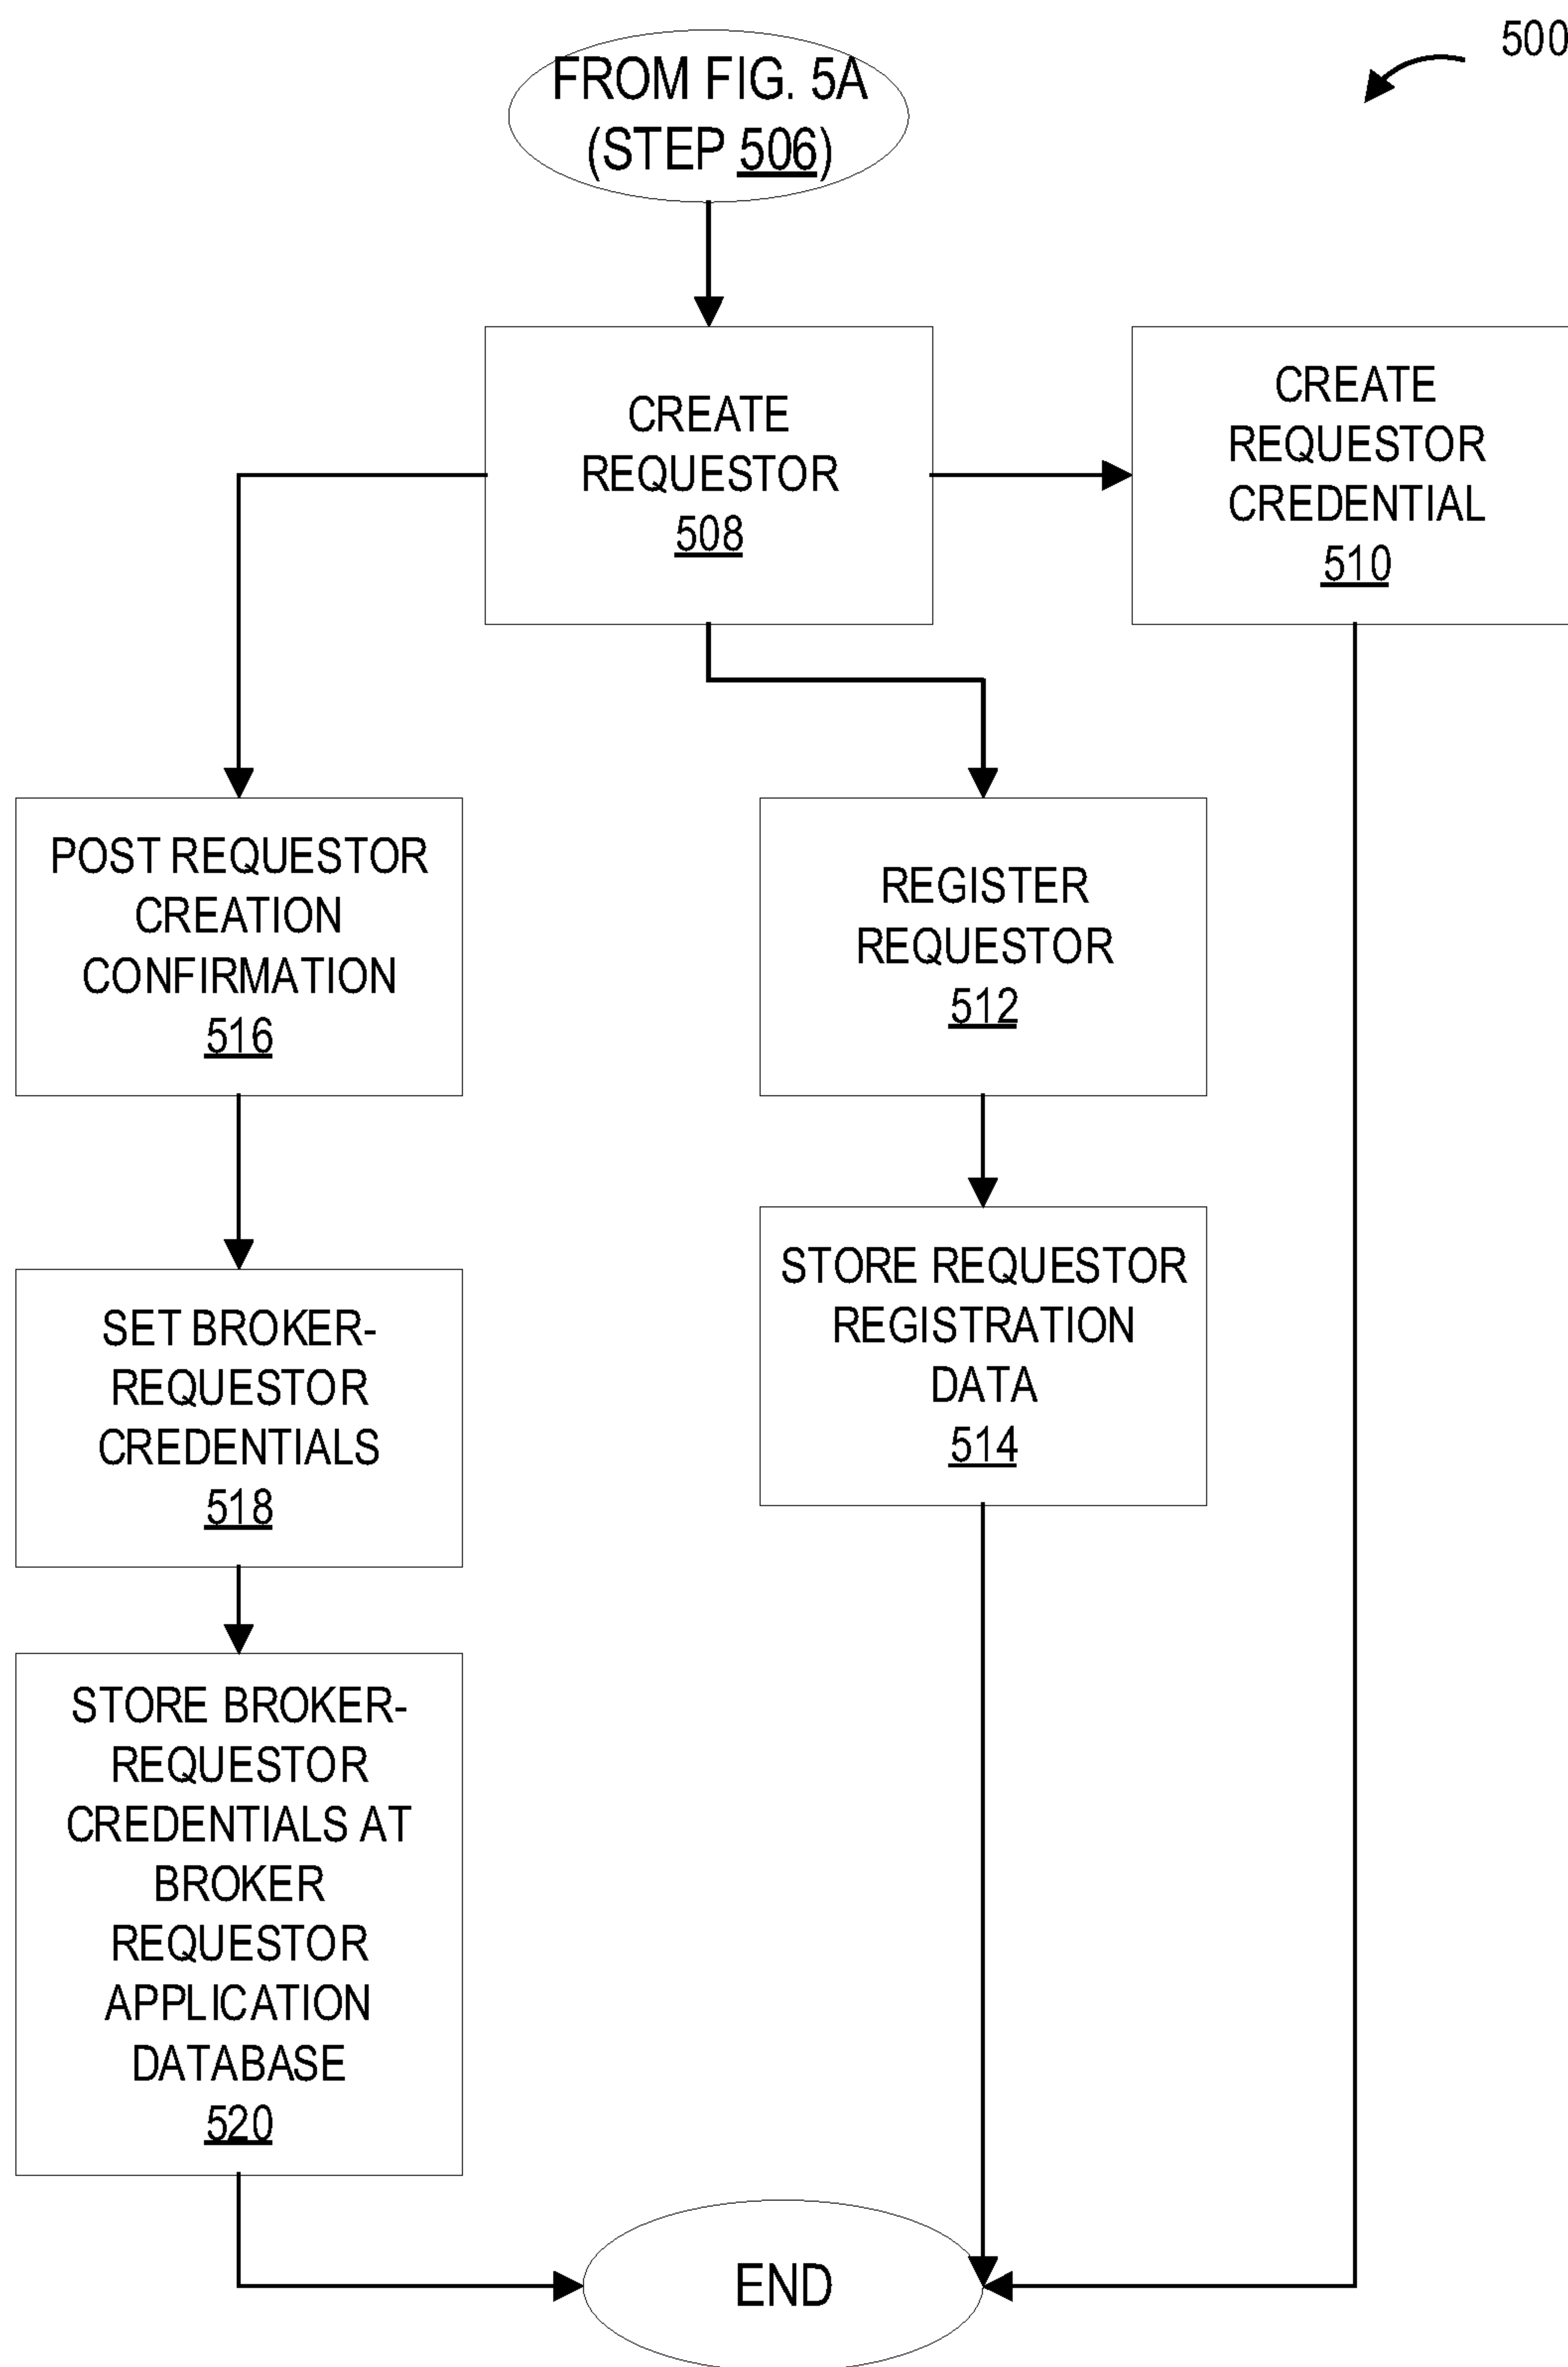 500
FROM FIG. 5A
(STEP 506)
CREATE
REQUESTOR
508
CREATE
REQUESTOR
CREDENTIAL
510
POST REQUESTOR
CREATION
CONFIRMATION
516
REGISTER
REQUESTOR
512
STORE REQUESTOR
REGISTRATION
DATA
514
SET BROKER-
REQUESTOR
CREDENTIALS
518
STORE BROKER-
REQUESTOR
CREDENTIALS AT
BROKER
REQUESTOR
APPLICATION
DATABASE
520
END